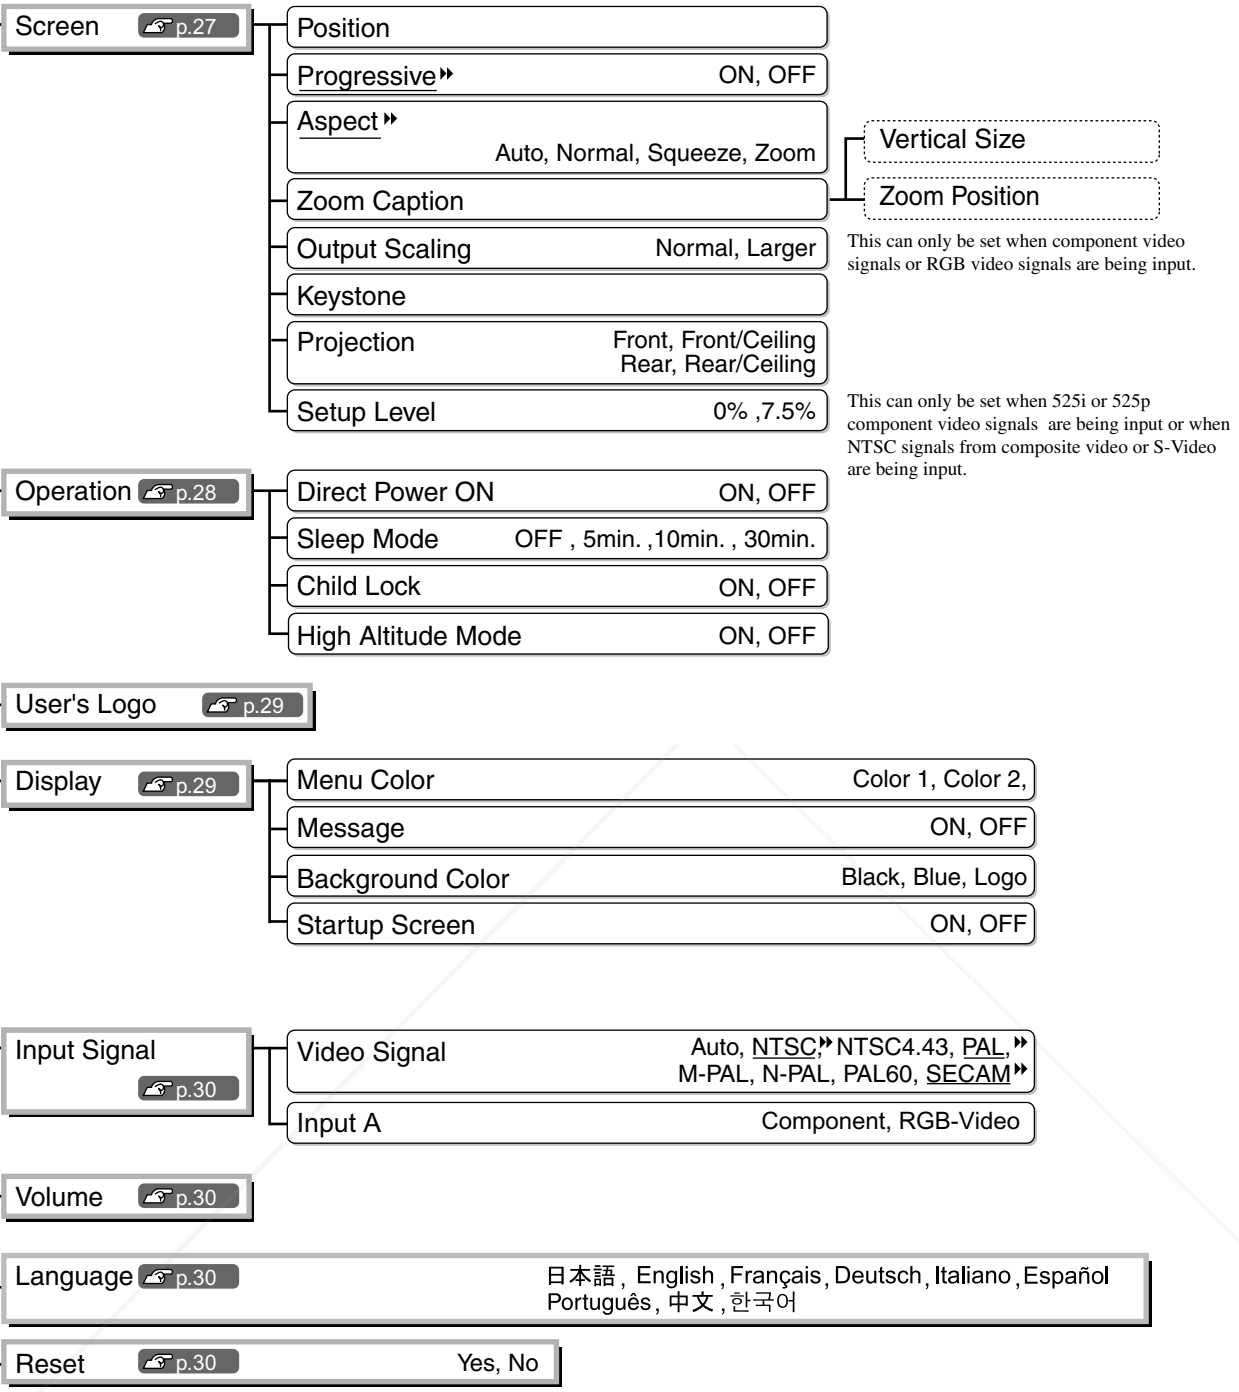 Screen p.27
Position
Progressive ON, OFF
Aspect
Auto, Normal, Squeeze, Zoom
Vertical Size
Zoom Caption
Zoom Position
Output Scaling Normal, Larger
This can only be set when component video
signals or RGB video signals are being input.
Keystone
Projection Front, Front/Ceiling
Rear, Rear/Ceiling
Setup Level 0% ,7.5%
This can only be set when 525i or 525p
component video signals are being input or when
NTSC signals from composite video or S-Video
are being input.
Operation p.28
Direct Power ON ON, OFF
Sleep Mode OFF , 5min. ,10min. , 30min.
Child Lock ON, OFF
High Altitude Mode ON, OFF
User's Logo p.29
Display p.29
Menu Color Color 1, Color 2,
Message ON, OFF
Background Color Black, Blue, Logo
Startup Screen ON, OFF
Input Signal
p.30
Video Signal Auto, NTSC, NTSC4.43, PAL,
M-PAL, N-PAL, PAL60, SECAM
Input A Component, RGB-Video
Volume p.30
Language p.30 日本語 , English , Français , Deutsch , Italiano , Español
Português , 中文 , 한국어
Reset p.30 Yes, No